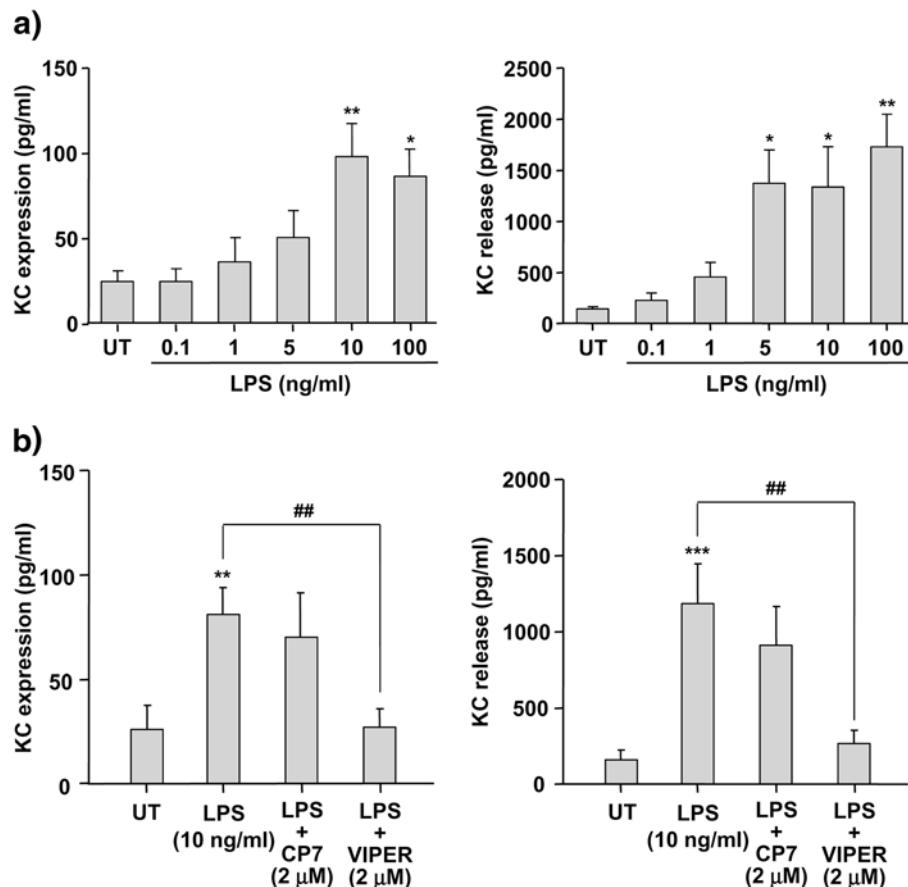 a)
KC expression (pg/ml)
150
100
50
0
**
*
UT
0.1
1
5
10
100
LPS (ng/ml)
KC release (pg/ml)
2500
2000
1500
1000
500
0
*
*
**
UT
0.1
1
5
10
100
LPS (ng/ml)
b)
KC expression (pg/ml)
150
100
50
0
##
**
UT
LPS
(10 ng/ml)
LPS
+
CP7
(2 µM)
LPS
+
VIPER
(2 µM)
KC release (pg/ml)
2000
1500
1000
500
0
##
***
UT
LPS
(10 ng/ml)
LPS
+
CP7
(2 µM)
LPS
+
VIPER
(2 µM)